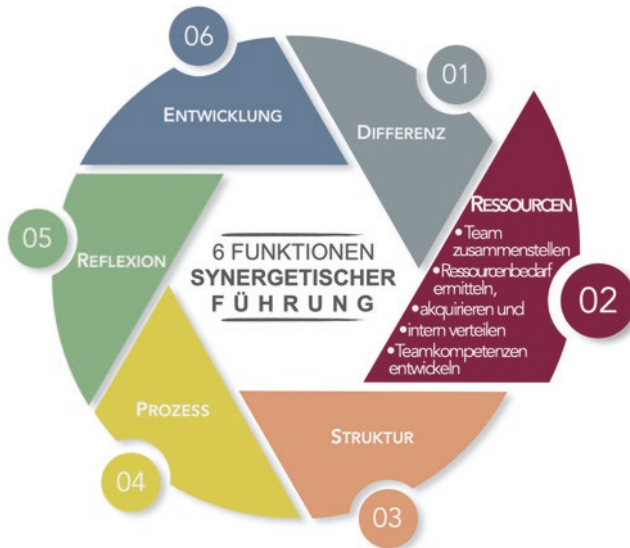 6 FUNKTIONEN
SYNERGETISCHER
FÜHRUNG
01
DIFFERENZ
02
RESSOURCEN
• Team
zusammenstellen
• Ressourcenbedarf
ermitteln,
• akquirieren und
• intern verteilen
• Teamkompetenzen
entwickeln
03
STRUKTUR
04
PROZESS
05
REFLEXION
06
ENTWICKLUNG